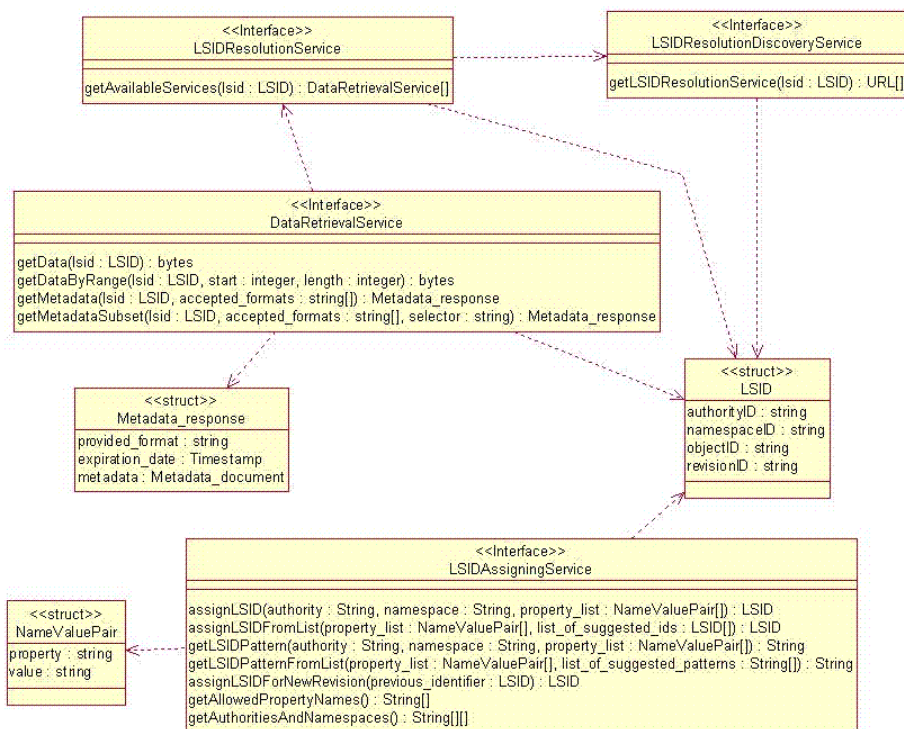 <<Interface>>
LSIDResolutionService
getAvailableServices(lsid : LSID) : DataRetrievalService[]
<<Interface>>
LSIDResolutionDiscoveryService
getLSIDResolutionService(lsid : LSID) : URL[]
<<Interface>>
DataRetrievalService
getData(lsid : LSID) : bytes
getDataByRange(lsid : LSID, start : integer, length : integer) : bytes
getMetadata(lsid : LSID, accepted_formats : string[]) : Metadata_response
getMetadataSubset(lsid : LSID, accepted_formats : string[], selector : string) : Metadata_response
<<struct>>
Metadata_response
provided_format : string
expiration_date : Timestamp
metadata : Metadata_document
<<struct>>
LSID
authorityID : string
namespaceID : string
objectID : string
revisionID : string
<<Interface>>
LSIDAssigningService
assignLSID(authority : String, namespace : String, property_list : NameValuePair[]) : LSID
assignLSIDFromList(property_list : NameValuePair[], list_of_suggested_ids : LSID[]) : LSID
getLSIDPattern(authority : String, namespace : String, property_list : NameValuePair[]) : String
getLSIDPatternFromList(property_list : NameValuePair[], list_of_suggested_patterns : String[]) : String
assignLSIDForNewRevision(previous_identifier : LSID) : LSID
getAllowedPropertyNames() : String[]
getAuthoritiesAndNamespaces() : String[][]
<<struct>>
NameValuePair
property : string
value : string